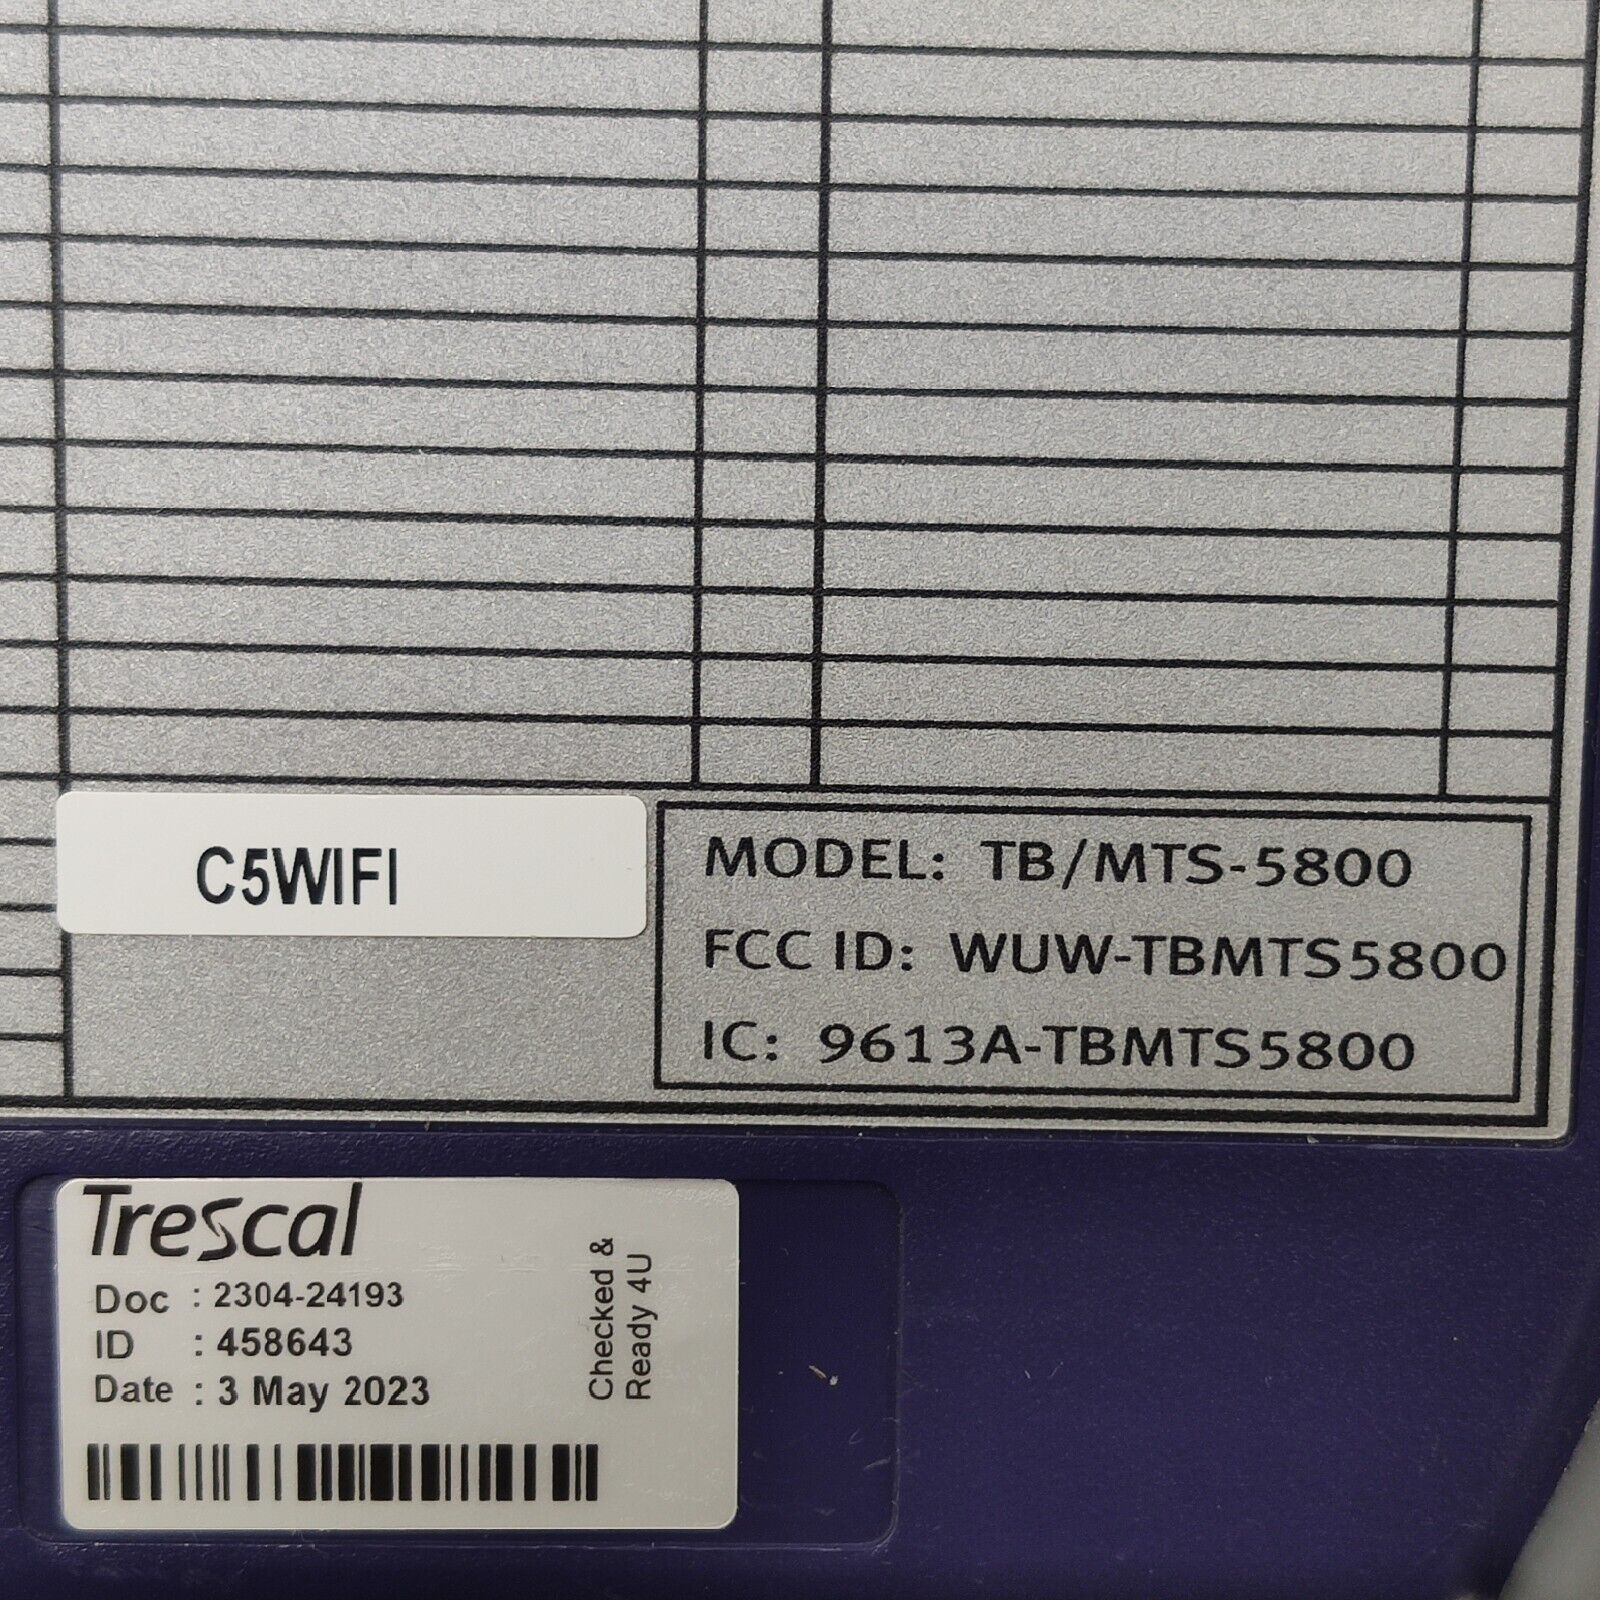 C5WIFI
MODEL: TB/MTS-5800
FCC ID: WUW-TBMTS5800
IC: 9613A-TBMTS5800
Trescal
Doc : 2304-24193
ID : 458643
Date : 3 May 2023
Checked &
Ready 4U